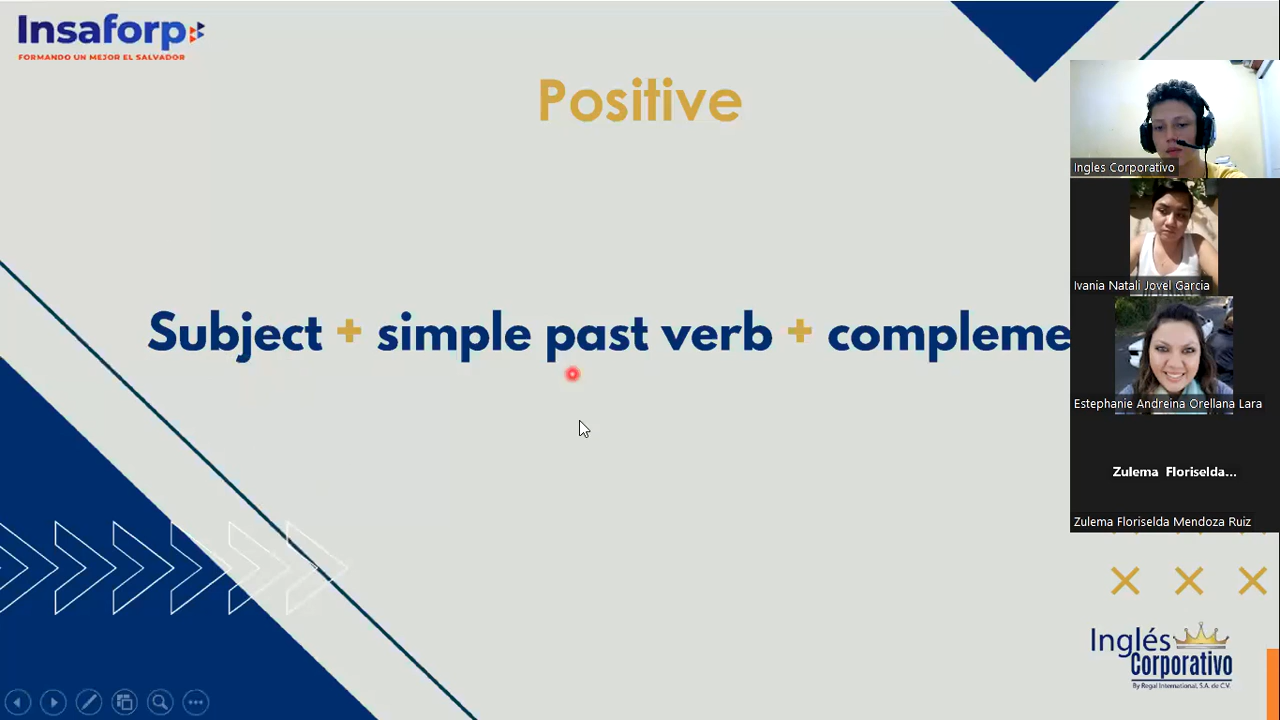 Insaforp
FORMANDO UN MEJOR EL SALVADOR
Positive
Subject + simple past verb + compleme
Ingles Corporativo
Ivania Natali Jovel Garcia
Estephanie Andreina Orellana Lara
Zulema Floriselda...
Zulema Floriselda Mendoza Ruiz
Inglés
Corporativo
By Regal International, S.A. de C.V.